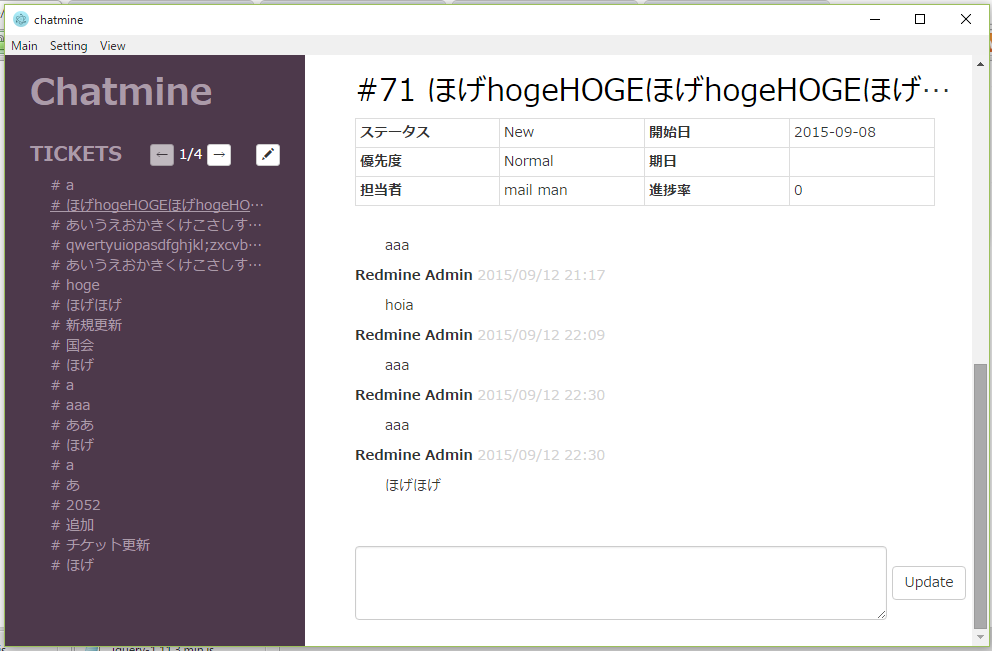 chatmine
Main Setting View
Chatmine
TICKETS ← 1/4 →
# a
# ほげhogeHOGEほげhogeHO…
# あいうえおかきくけこさしす…
# qwertyuiopasdfghjkl;zxcvb…
# あいうえおかきくけこさしす…
# hoge
# ほげほげ
# 新規更新
# 国会
# ほげ
# a
# aaa
# ああ
# ほげ
# a
# あ
# 2052
# 追加
# チケット更新
# ほげ
#71 ほげhogeHOGEほげhogeHOGEほげ…
ステータス New 開始日 2015-09-08
優先度 Normal 期日
担当者 mail man 進捗率 0
aaa
Redmine Admin 2015/09/12 21:17
hoia
Redmine Admin 2015/09/12 22:09
aaa
Redmine Admin 2015/09/12 22:30
aaa
Redmine Admin 2015/09/12 22:30
ほげほげ
Update